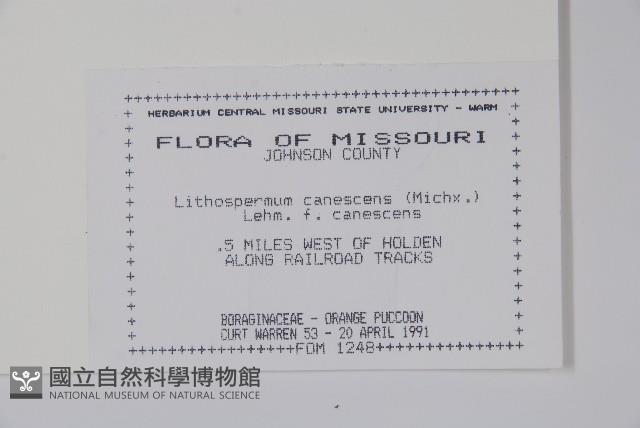 HERBARIUM CENTRAL MISSOURI STATE UNIVERSITY - WARM
FLORA OF MISSOURI
JOHNSON COUNTY
Lithospermum canescens (Michx.)
Lehm. f. canescens
.5 MILES WEST OF HOLDEN
ALONG RAILROAD TRACKS
BORAGINACEAE - ORANGE PUCCOON
CURT WARREN 53 - 20 APRIL 1991
FOM 1248
國立自然科學博物館
NATIONAL MUSEUM OF NATURAL SCIENCE